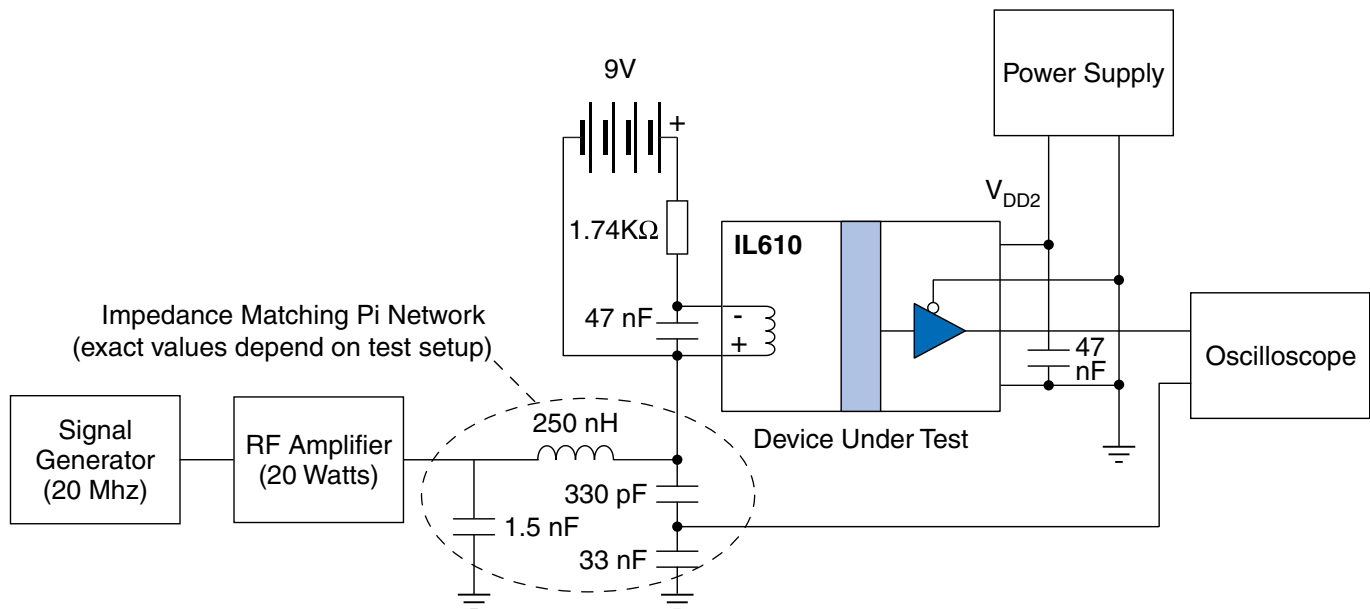 9V
+
Power Supply
V_DD2
1.74KΩ
IL610
Impedance Matching Pi Network
(exact values depend on test setup)
47 nF
-
+
47
nF
Oscilloscope
Signal
Generator
(20 Mhz)
RF Amplifier
(20 Watts)
250 nH
Device Under Test
330 pF
1.5 nF
33 nF